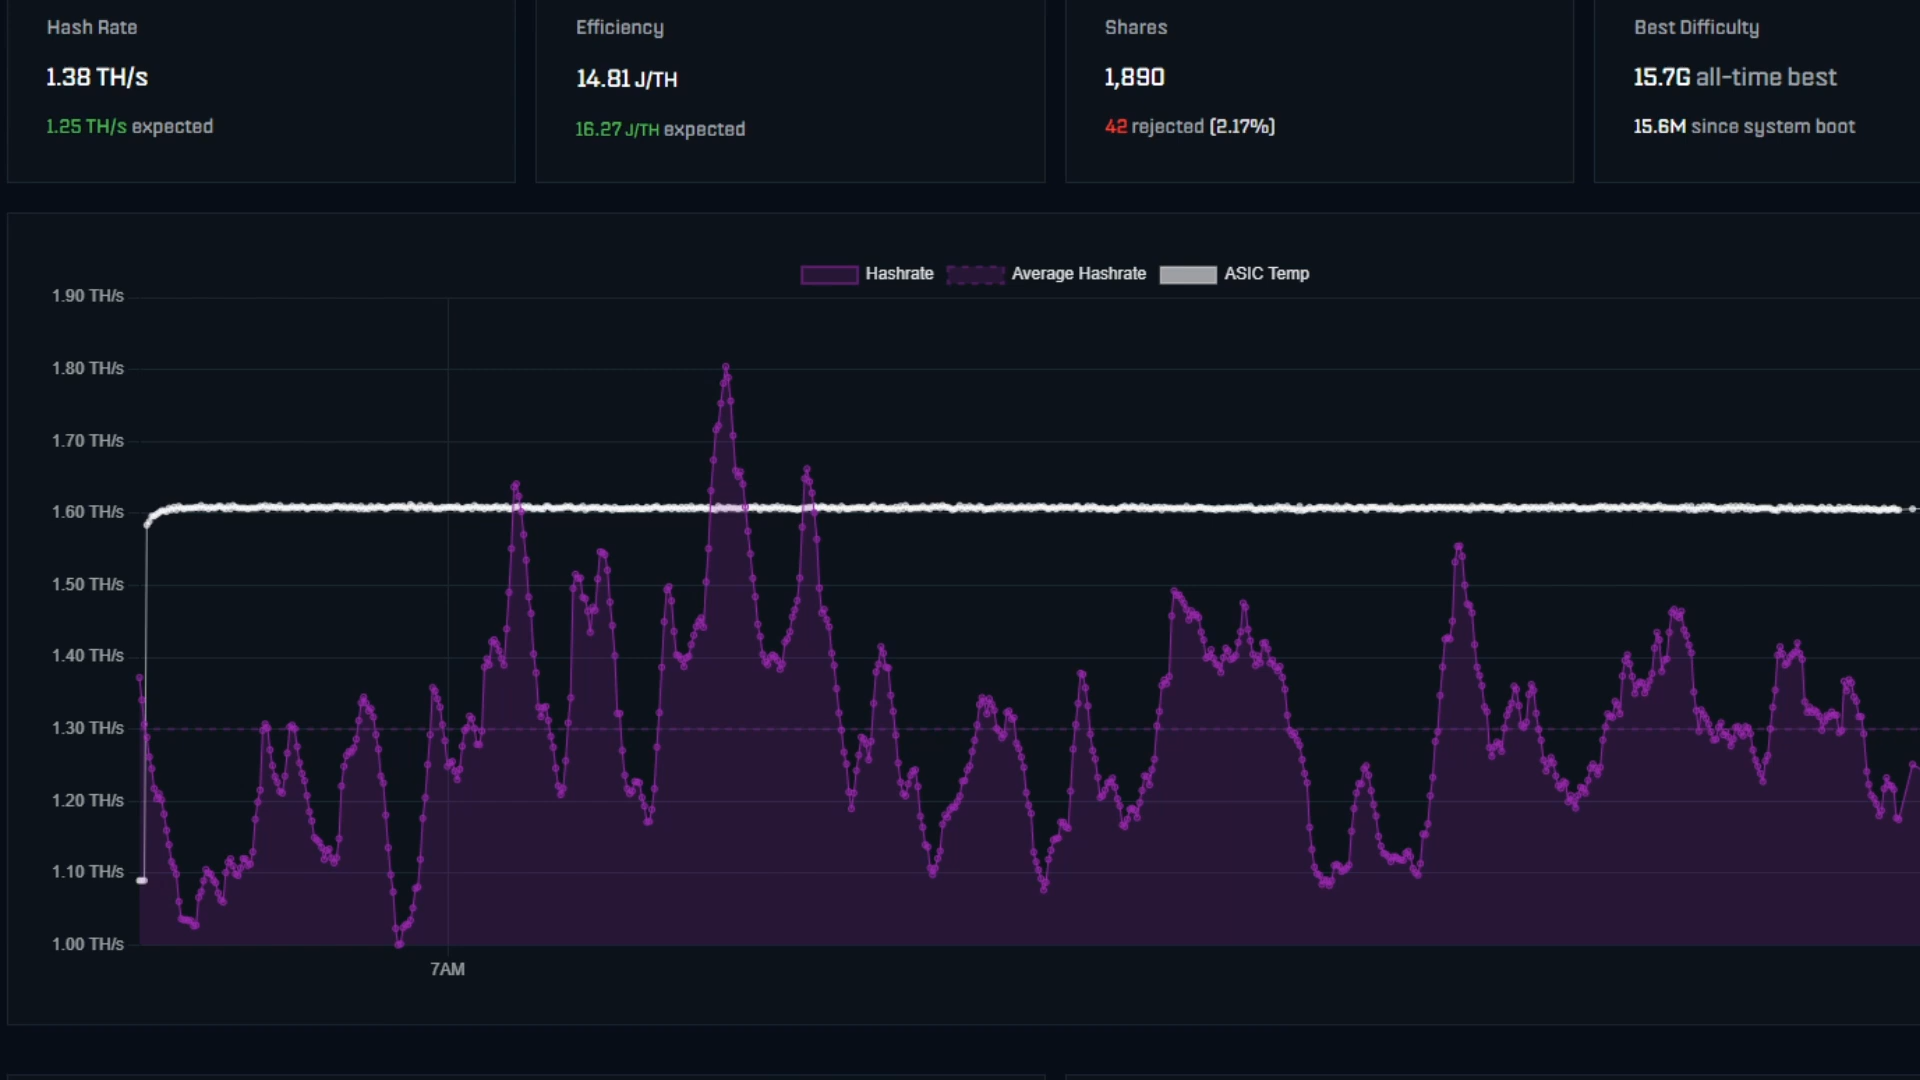 Hash Rate
1.38 TH/s
1.25 TH/s expected
Efficiency
14.81 J/TH
16.27 J/TH expected
Shares
1,890
42 rejected (2.17%)
Best Difficulty
15.7G all-time best
15.6M since system boot
Hashrate Average Hashrate ASIC Temp
1.90 TH/s
1.80 TH/s
1.70 TH/s
1.60 TH/s
1.50 TH/s
1.40 TH/s
1.30 TH/s
1.20 TH/s
1.10 TH/s
1.00 TH/s
7AM